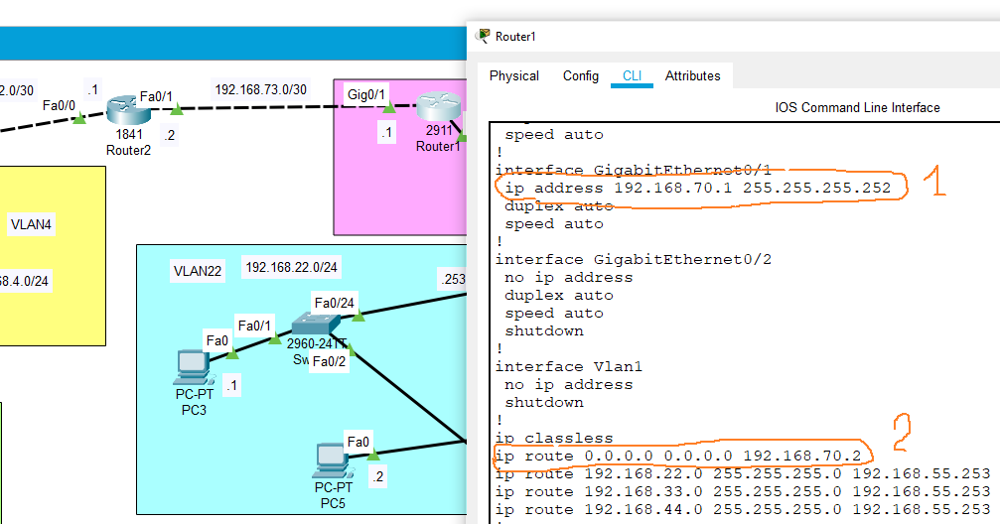 Router1
Physical Config CLI Attributes
IOS Command Line Interface
2.0/30
.1
Fa0/0
Fa0/1
.2
1841
Router2
192.168.73.0/30
Gig0/1
.1
2911
Router1
VLAN4
68.4.0/24
VLAN22
192.168.22.0/24
.253
Fa0/24
Fa0/1
Fa0
2960-24TT
Sw
Fa0/2
.1
PC-PT
PC3
Fa0
.2
PC-PT
PC5
speed auto
!
interface GigabitEthernet0/1
ip address 192.168.70.1 255.255.255.252
1
duplex auto
speed auto
!
interface GigabitEthernet0/2
no ip address
duplex auto
speed auto
shutdown
!
interface Vlan1
no ip address
shutdown
!
ip classless
2
ip route 0.0.0.0 0.0.0.0 192.168.70.2
ip route 192.168.22.0 255.255.255.0 192.168.55.253
ip route 192.168.33.0 255.255.255.0 192.168.55.253
ip route 192.168.44.0 255.255.255.0 192.168.55.253
!